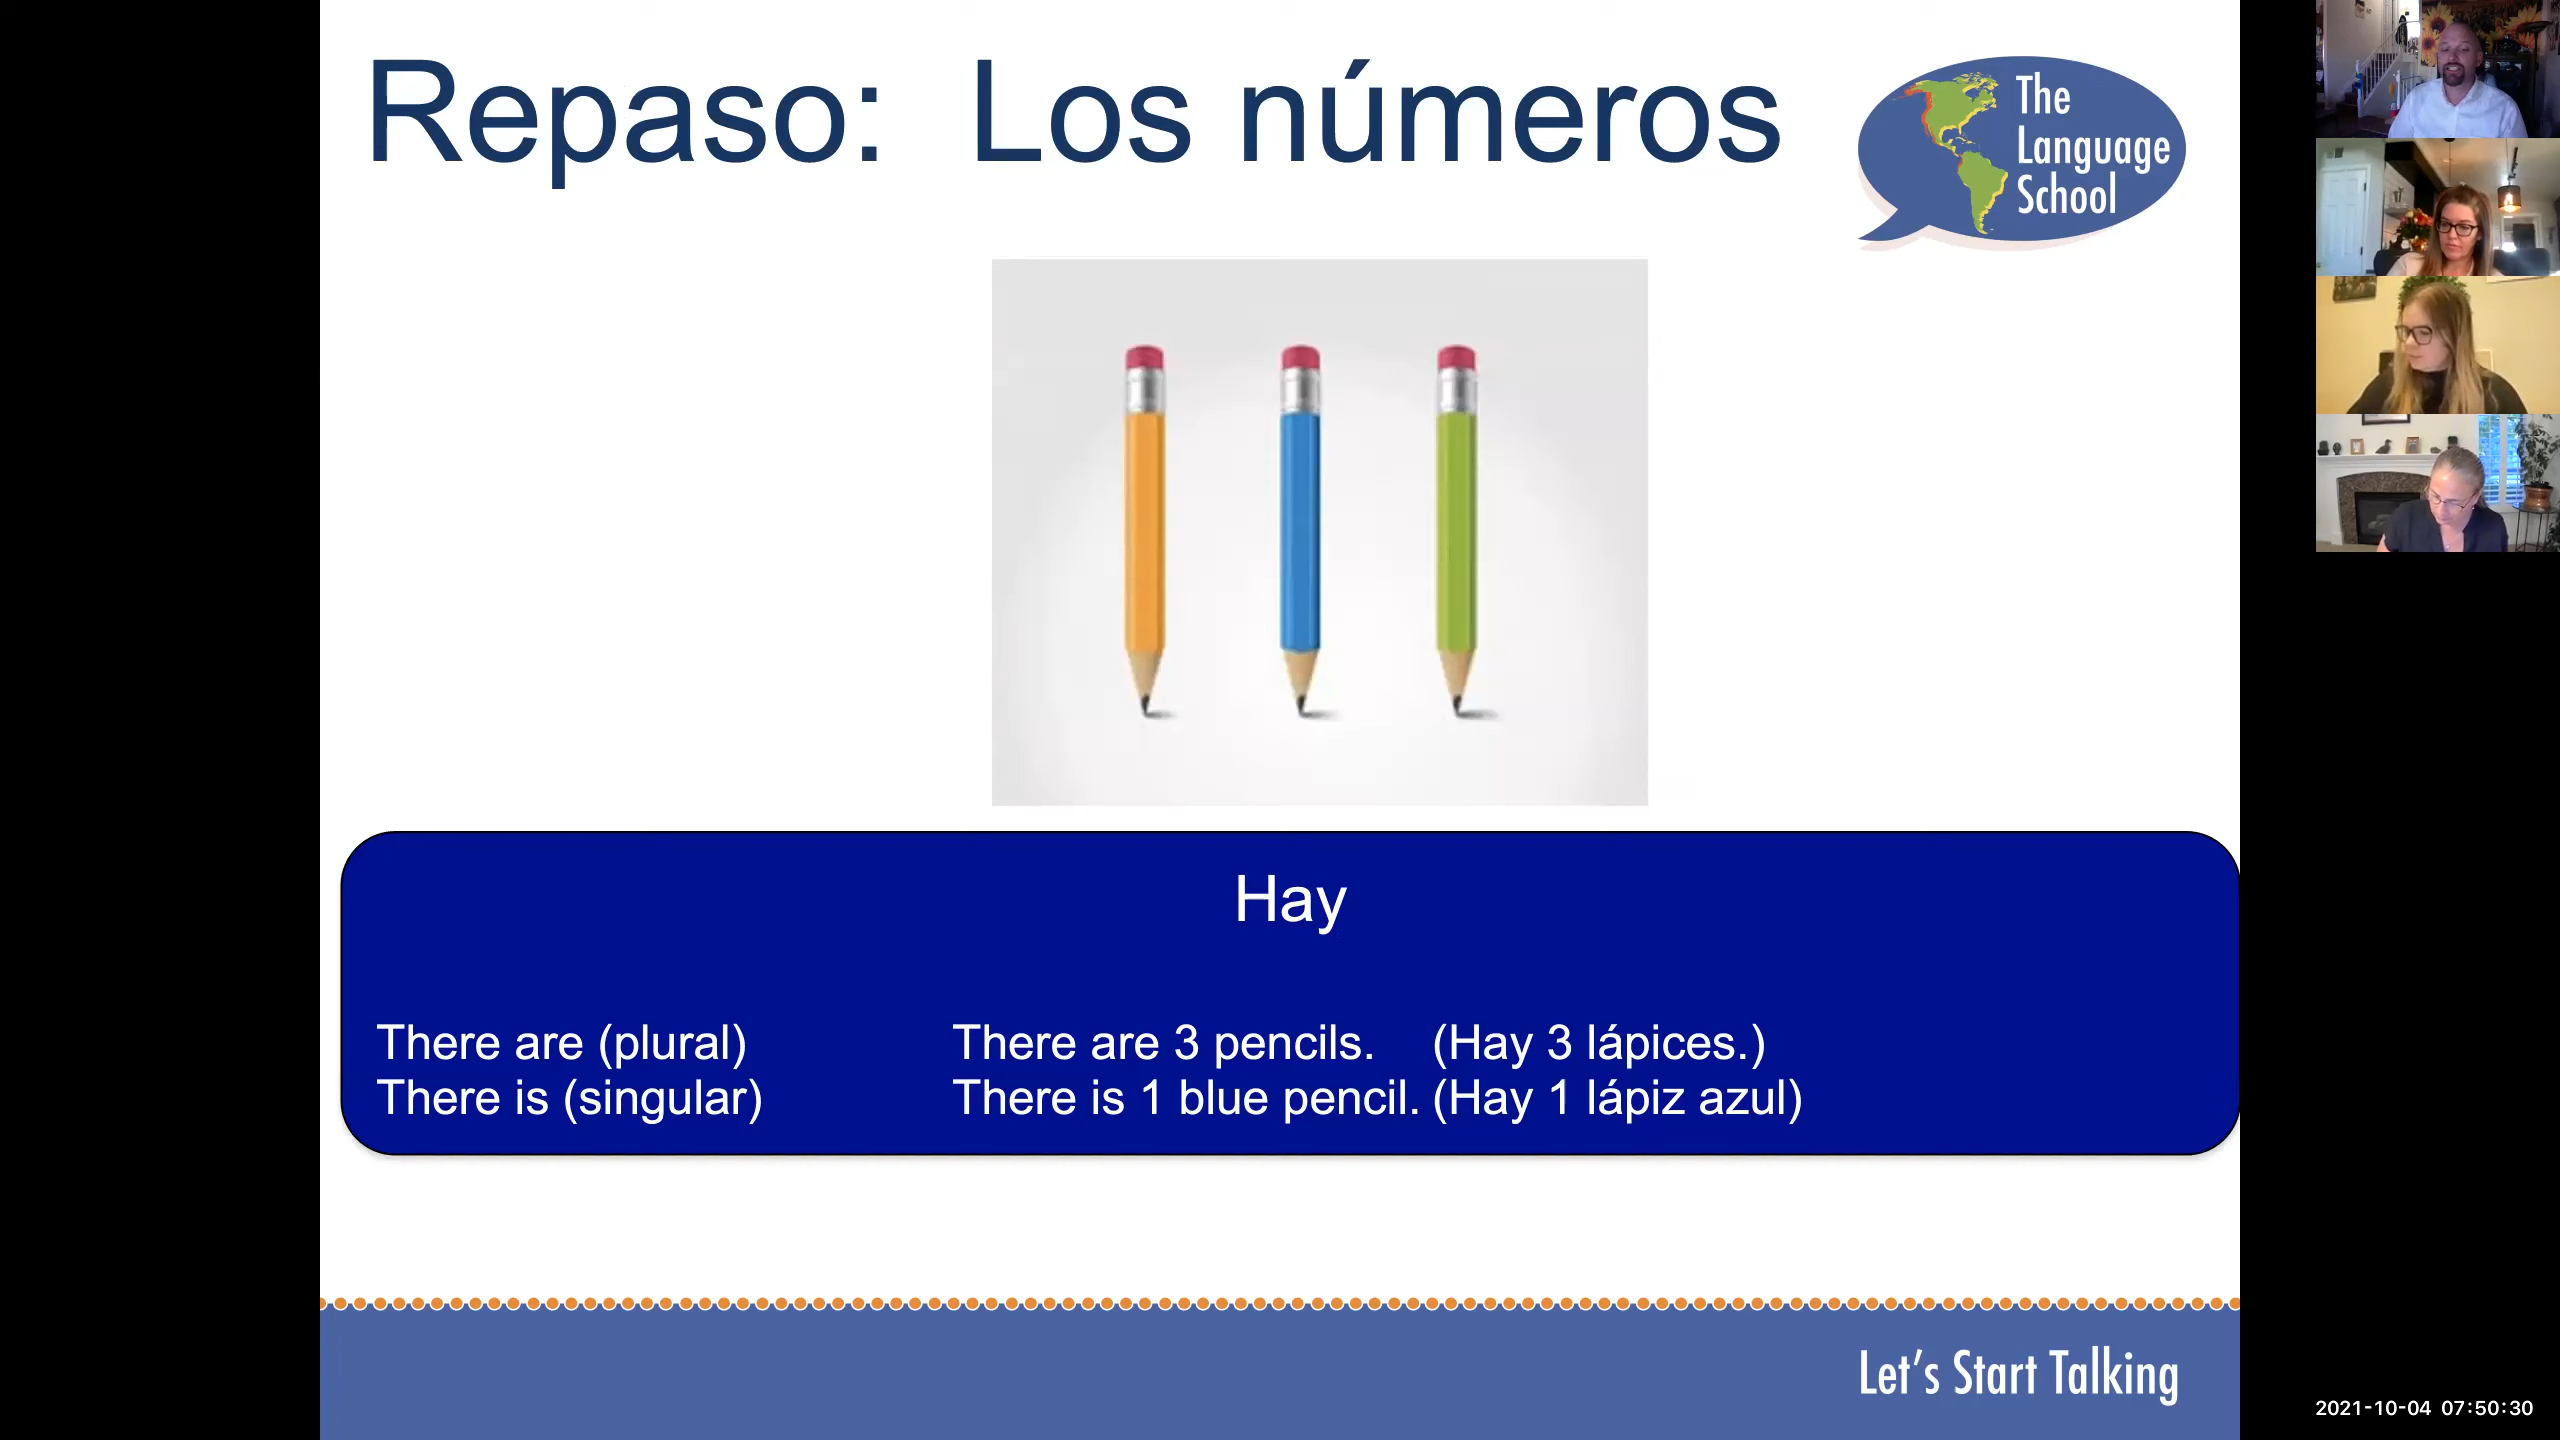 Repaso: Los números
The
Language
School
Hay
There are (plural) There are 3 pencils. (Hay 3 lápices.)
There is (singular) There is 1 blue pencil. (Hay 1 lápiz azul)
Let's Start Talking
2021-10-04 07:50:30